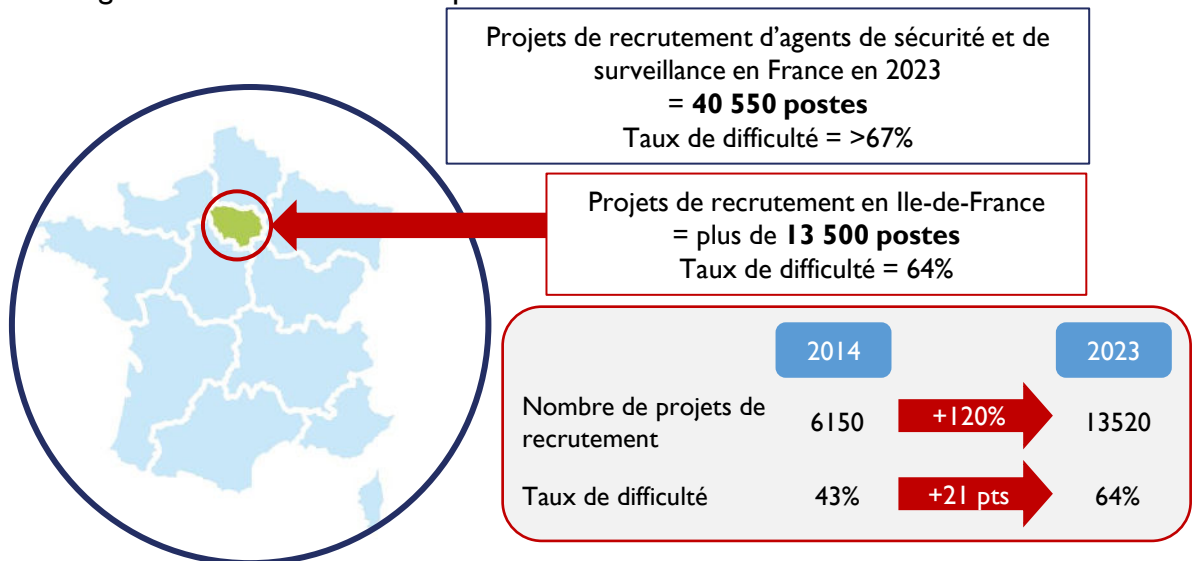 Projets de recrutement d'agents de sécurité et de
surveillance en France en 2023
= 40 550 postes
Taux de difficulté = >67%
Projets de recrutement en Ile-de-France
= plus de 13 500 postes
Taux de difficulté = 64%
2014 2023
Nombre de projets de
recrutement 6150 +120% 13520
Taux de difficulté 43% +21 pts 64%